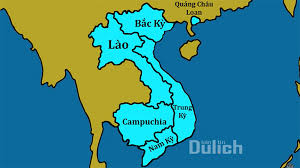 Quảng Châu
Loan
Bắc Kỳ
Lào
Trung
Kỳ
Campuchia
Nam Kỳ
Dulich